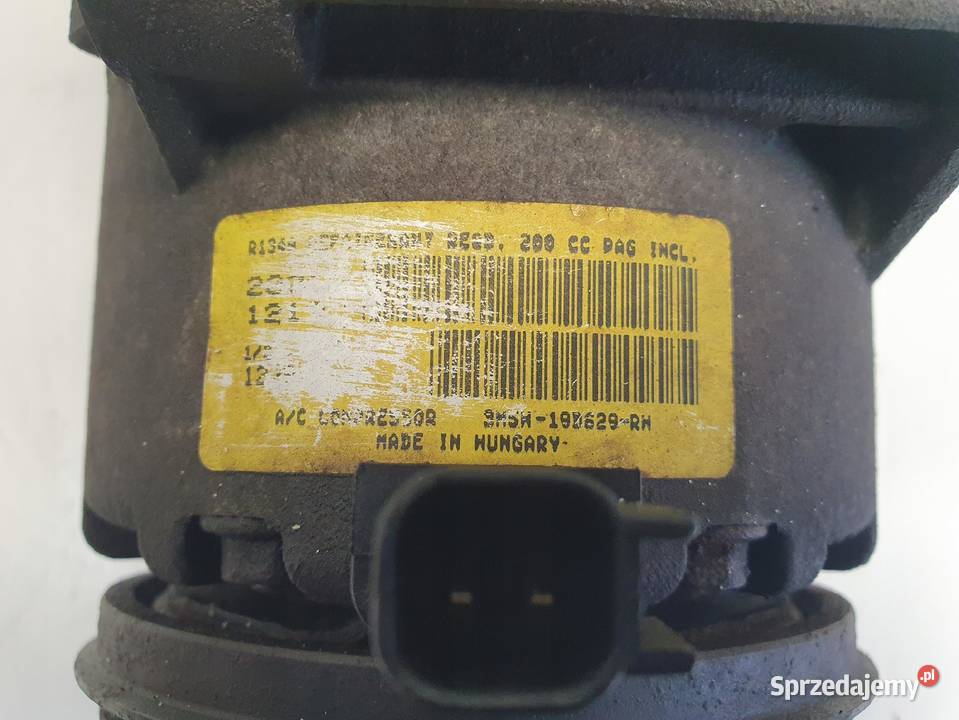 R134A REFRIGERANT REQD. 200 CC PAG INCL.
A/C COMPRESSOR 3M5H-19D629-RH
MADE IN HUNGARY
Sprzedajemy.pl